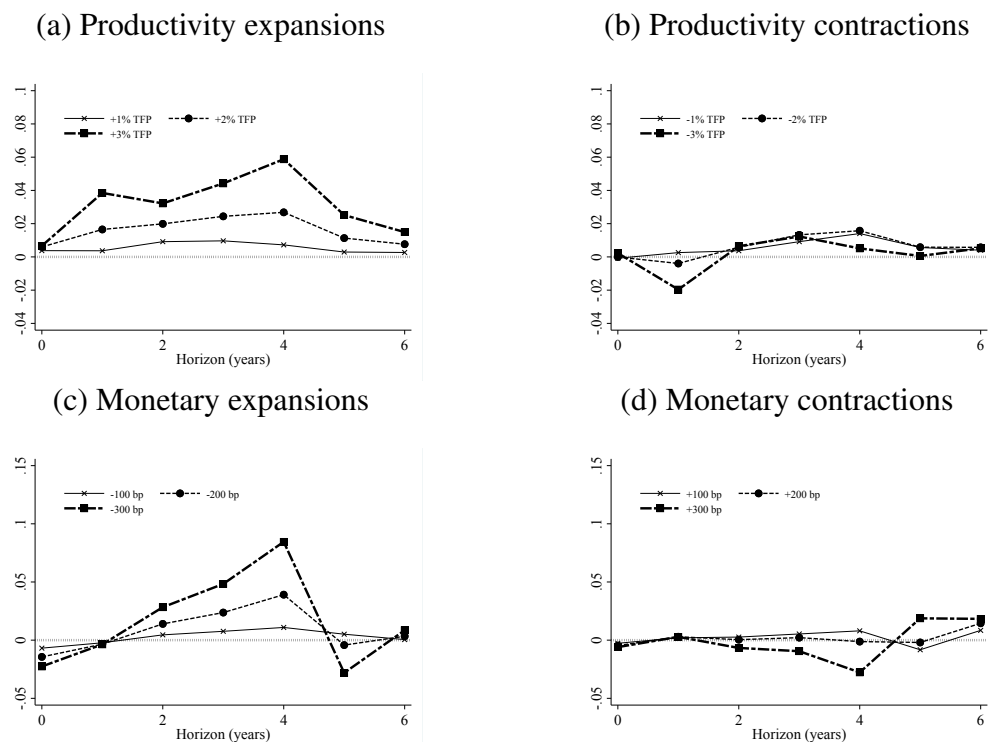 (a) Productivity expansions
(b) Productivity contractions
.1
.08
.06
.04
.02
0
-.02
-.04
+1% TFP
+2% TFP
+3% TFP
0
2
4
6
Horizon (years)
.1
.08
.06
.04
.02
0
-.02
-.04
-1% TFP
-2% TFP
-3% TFP
0
2
4
6
Horizon (years)
(c) Monetary expansions
(d) Monetary contractions
.15
.1
.05
0
-.05
-100 bp
-200 bp
-300 bp
0
2
4
6
Horizon (years)
.15
.1
.05
0
-.05
+100 bp
+200 bp
+300 bp
0
2
4
6
Horizon (years)